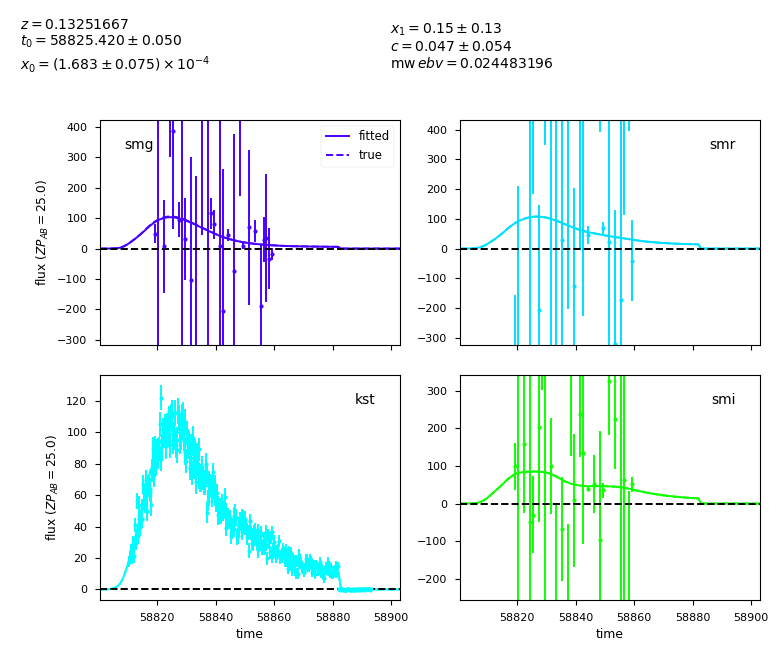 z = 0.13251667
t₀ = 58825.420 ± 0.050
x₀ = (1.683 ± 0.075) × 10⁻⁴
x₁ = 0.15 ± 0.13
c = 0.047 ± 0.054
mw ebv = 0.024483196
flux (ZP_AB = 25.0)
400
300
200
100
0
−100
−200
−300
smg
fitted
true
400
300
200
100
0
−100
−200
−300
smr
flux (ZP_AB = 25.0)
120
100
80
60
40
20
0
kst
58820
58840
58860
58880
58900
time
300
200
100
0
−100
−200
smi
58820
58840
58860
58880
58900
time